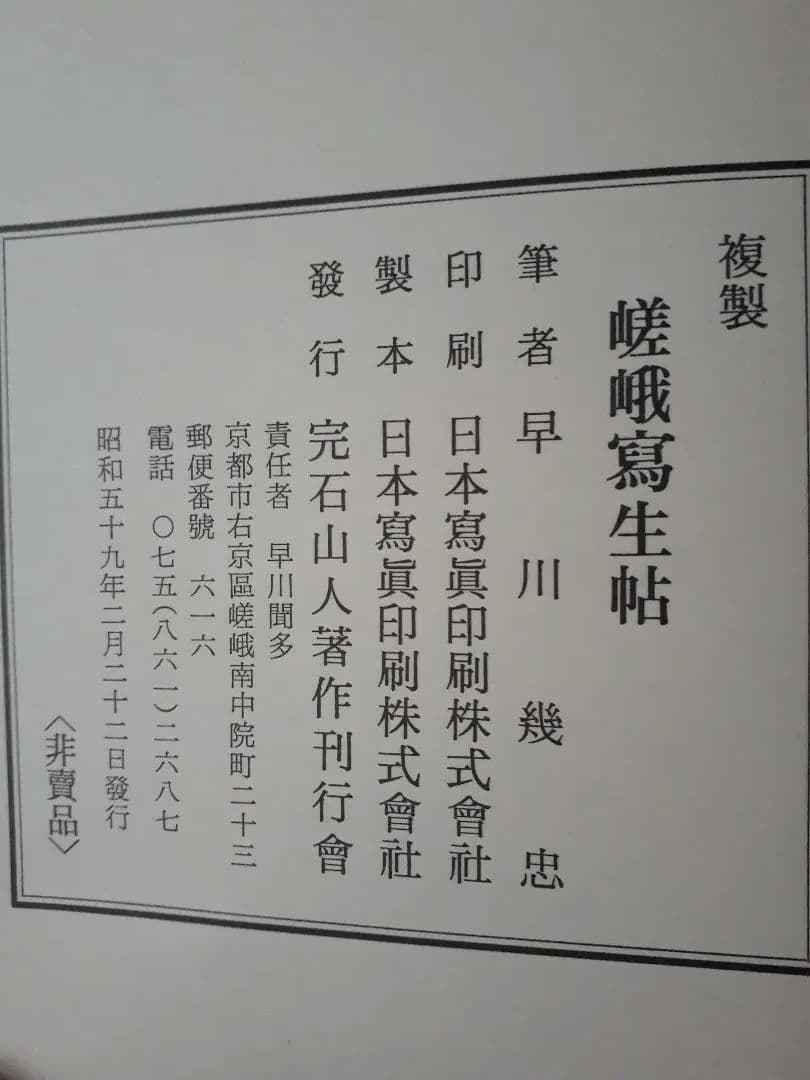 複製
嵯峨寫生帖
筆者 早川幾忠
印刷 日本寫眞印刷株式會社
製本 日本寫眞印刷株式會社
發行 完石山人著作刊行會
責任者 早川聞多
京都市右京區嵯峨南中院町二十三
郵便番號 六一六
電話 〇七五(八六一)二六八七
昭和五十九年二月二十二日發行
〈非賣品〉